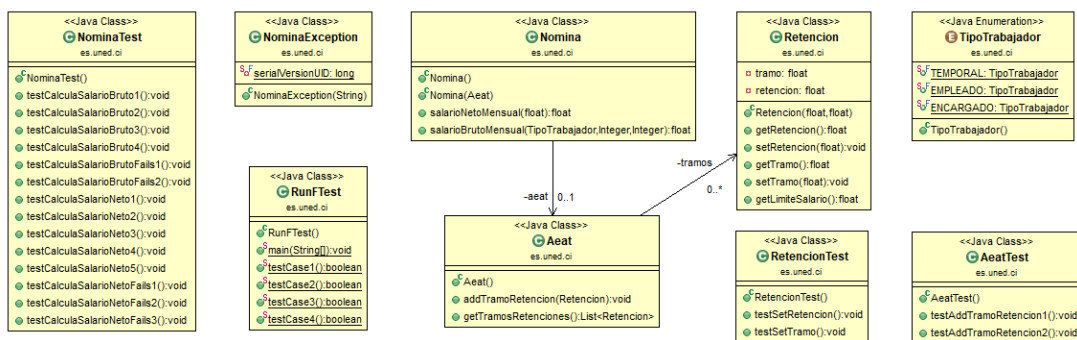 <<Java Class>>
NominaTest
es.uned.ci
NominaTest()
testCalculaSalarioBruto1():void
testCalculaSalarioBruto2():void
testCalculaSalarioBruto3():void
testCalculaSalarioBruto4():void
testCalculaSalarioBrutoFails1():void
testCalculaSalarioBrutoFails2():void
testCalculaSalarioNeto1():void
testCalculaSalarioNeto2():void
testCalculaSalarioNeto3():void
testCalculaSalarioNeto4():void
testCalculaSalarioNeto5():void
testCalculaSalarioNetoFails1():void
testCalculaSalarioNetoFails2():void
testCalculaSalarioNetoFails3():void
<<Java Class>>
NominaException
es.uned.ci
serialVersionUID: long
NominaException(String)
<<Java Class>>
RunFTest
es.uned.ci
RunFTest()
main(String[]):void
testCase1():boolean
testCase2():boolean
testCase3():boolean
testCase4():boolean
<<Java Class>>
Nomina
es.uned.ci
Nomina()
Nomina(Aeat)
salarioNetoMensual(float):float
salarioBrutoMensual(TipoTrabajador,Integer,Integer):float
-aeat
0..1
<<Java Class>>
Aeat
es.uned.ci
Aeat()
addTramoRetencion(Retencion):void
getTramosRetenciones():List<Retencion>
-tramos
0..*
<<Java Class>>
Retencion
es.uned.ci
tramo: float
retencion: float
Retencion(float,float)
getRetencion():float
setRetencion(float):void
getTramo():float
setTramo(float):void
getLimiteSalario():float
<<Java Class>>
RetencionTest
es.uned.ci
RetencionTest()
testSetRetencion():void
testSetTramo():void
<<Java Enumeration>>
TipoTrabajador
es.uned.ci
TEMPORAL: TipoTrabajador
EMPLEADO: TipoTrabajador
ENCARGADO: TipoTrabajador
TipoTrabajador()
<<Java Class>>
AeatTest
es.uned.ci
AeatTest()
testAddTramoRetencion1():void
testAddTramoRetencion2():void